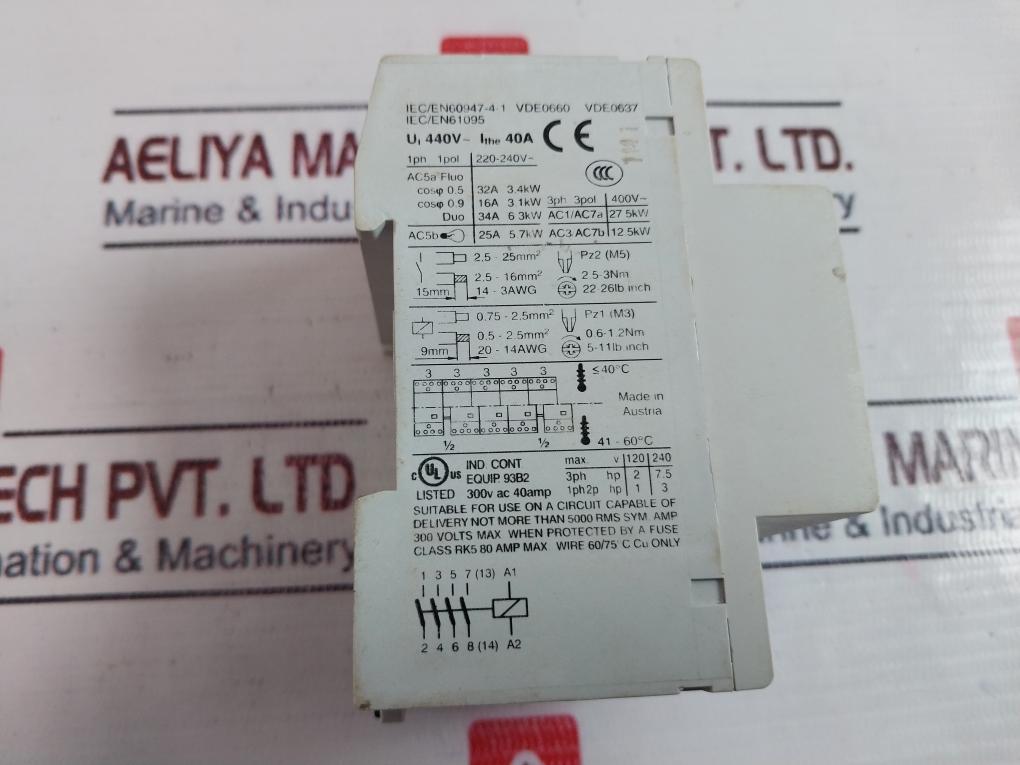 AELIYA MA
T. LTD.
Marine & Indus
ly
IEC/EN60947-4-1 VDE0660 VDE0637
IEC/EN61095
Ui 440V~ Ithe 40A CE
CCC
1ph 1pol 220-240V~
AC5a Fluo
cosφ 0.5 32A 3.4kW
cosφ 0.9 16A 3.1kW 3ph 3pol 400V~
Duo 34A 6.3kW AC1/AC7a 27.5kW
AC5b 25A 5.7kW AC3/AC7b 12.5kW
2.5 - 25mm² Pz2 (M5)
2.5 - 16mm² 2.5-3Nm
15mm 14 - 3AWG 22-26lb inch
0.75 - 2.5mm² Pz1 (M3)
0.5 - 2.5mm² 0.6-1.2Nm
9mm 20 - 14AWG 5-11lb inch
3 3 3 3 3 ≤40°C
Made in
Austria
½ ½ 41 - 60°C
c UL us IND. CONT max. v 120 240
EQUIP. 93B2 3ph hp 2 7.5
LISTED 300v ac 40amp 1ph2p hp 1 3
SUITABLE FOR USE ON A CIRCUIT CAPABLE OF
DELIVERY NOT MORE THAN 5000 RMS SYM. AMP
300 VOLTS MAX. WHEN PROTECTED BY A FUSE
CLASS RK5 80 AMP MAX. WIRE 60/75°C Cu ONLY
1 3 5 7 (13) A1
2 4 6 8 (14) A2
ECH PVT. LTD.
nation & Machinery
MARIN
ne & Industria